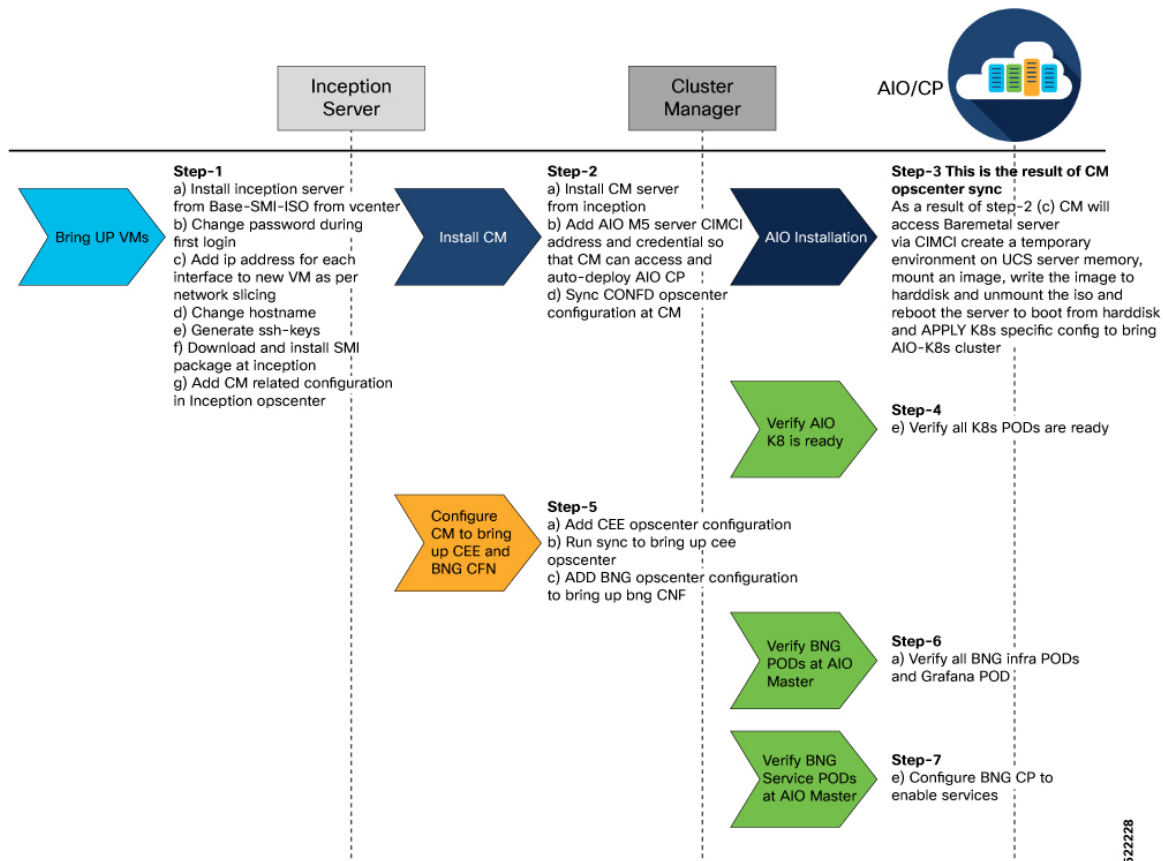 Inception
Server
Cluster
Manager
AIO/CP
Bring UP VMs
Step-1
a) Install inception server
from Base-SMI-ISO from vcenter
b) Change password during
first login
c) Add ip address for each
interface to new VM as per
network slicing
d) Change hostname
e) Generate ssh-keys
f) Download and install SMI
package at inception
g) Add CM related configuration
in Inception opscenter
Install CM
Step-2
a) Install CM server
from inception
b) Add AIO M5 server CIMCI
address and credential so
that CM can access and
auto-deploy AIO CP
d) Sync CONFD opscenter
configuration at CM
AIO Installation
Step-3 This is the result of CM
opscenter sync
As a result of step-2 (c) CM will
access Baremetal server
via CIMCI create a temporary
environment on UCS server memory,
mount an image, write the image to
harddisk and unmount the iso and
reboot the server to boot from harddisk
and APPLY K8s specific config to bring
AIO-K8s cluster
Verify AIO
K8 is ready
Step-4
e) Verify all K8s PODs are ready
Configure
CM to bring
up CEE and
BNG CFN
Step-5
a) Add CEE opscenter configuration
b) Run sync to bring up cee
opscenter
c) ADD BNG opscenter configuration
to bring up bng CNF
Verify BNG
PODs at AIO
Master
Step-6
a) Verify all BNG infra PODs
and Grafana POD
Verify BNG
Service PODs
at AIO Master
Step-7
e) Configure BNG CP to
enable services
522228